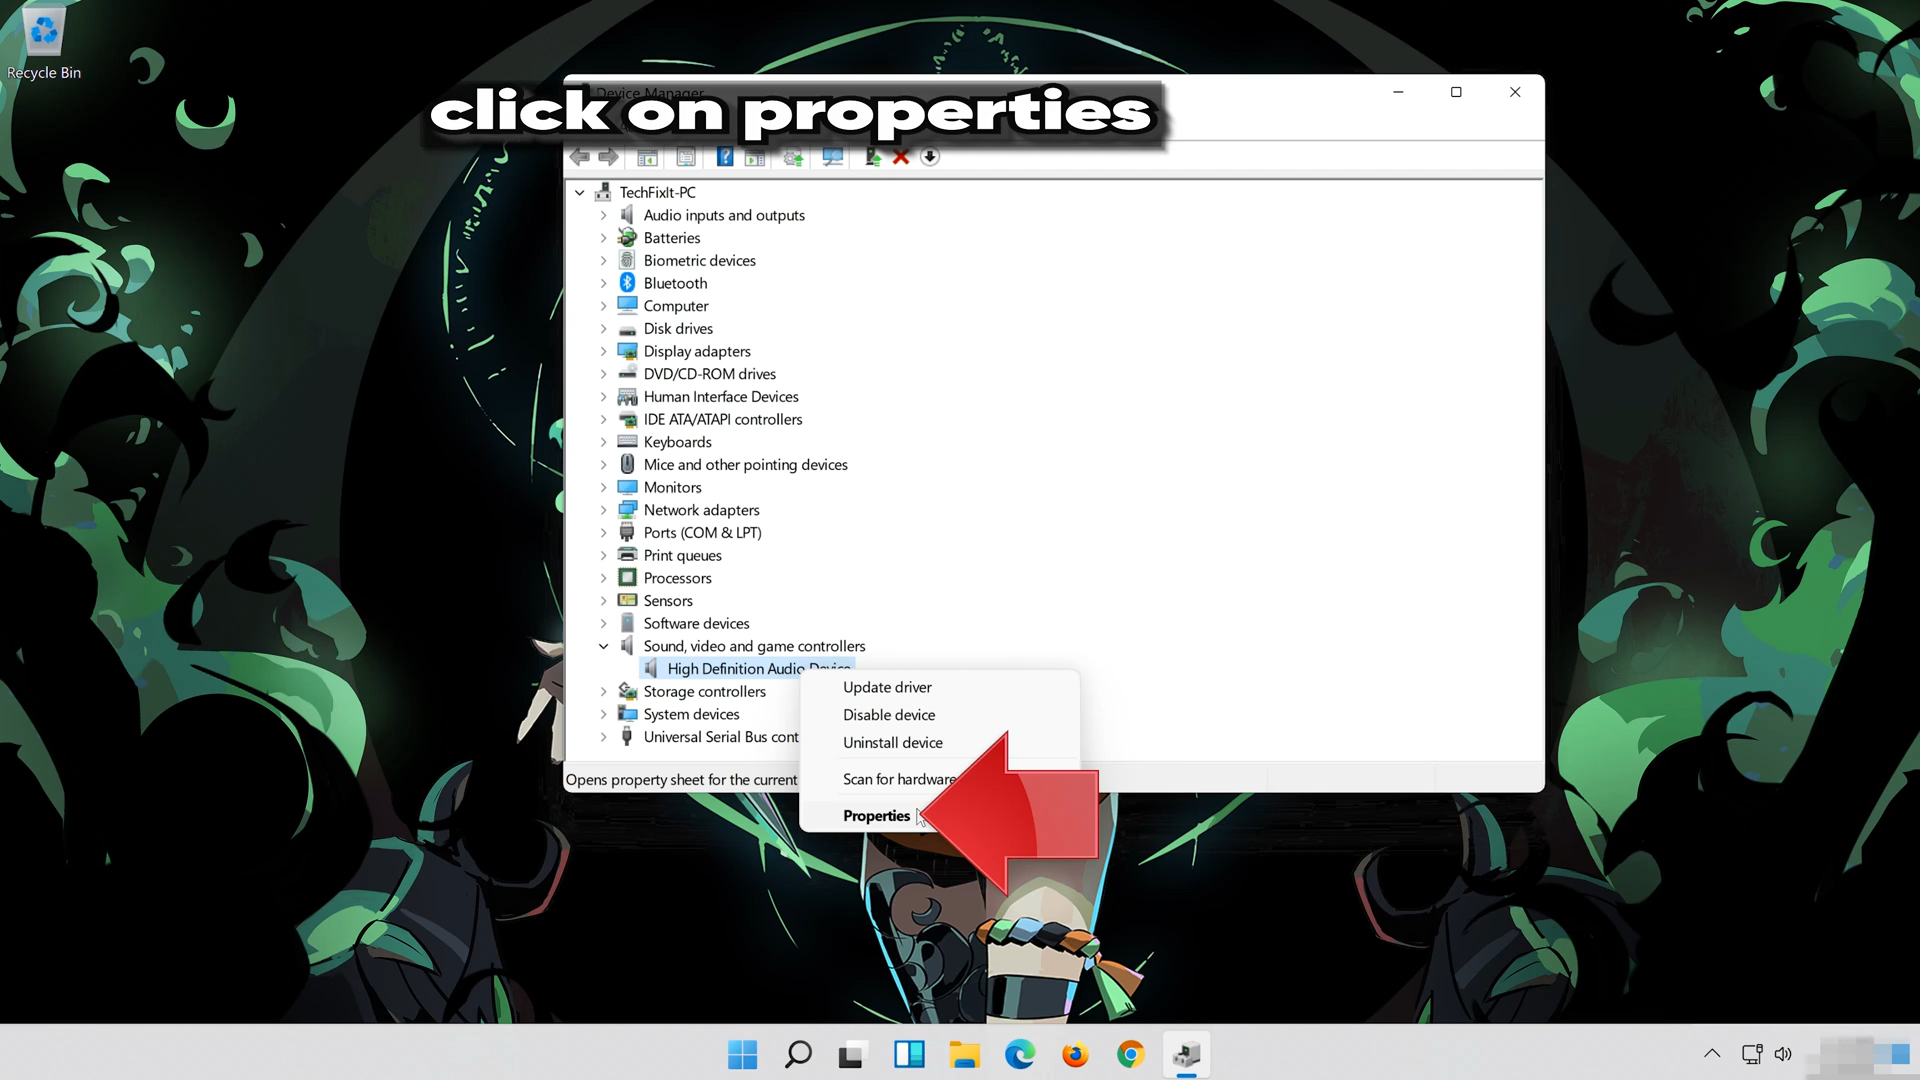 Recycle Bin
Device Manager
click on properties
TechFixIt-PC
Audio inputs and outputs
Batteries
Biometric devices
Bluetooth
Computer
Disk drives
Display adapters
DVD/CD-ROM drives
Human Interface Devices
IDE ATA/ATAPI controllers
Keyboards
Mice and other pointing devices
Monitors
Network adapters
Ports (COM & LPT)
Print queues
Processors
Sensors
Software devices
Sound, video and game controllers
High Definition Audio Device
Storage controllers
System devices
Universal Serial Bus cont
Update driver
Disable device
Uninstall device
Scan for hardware
Properties
Opens property sheet for the current